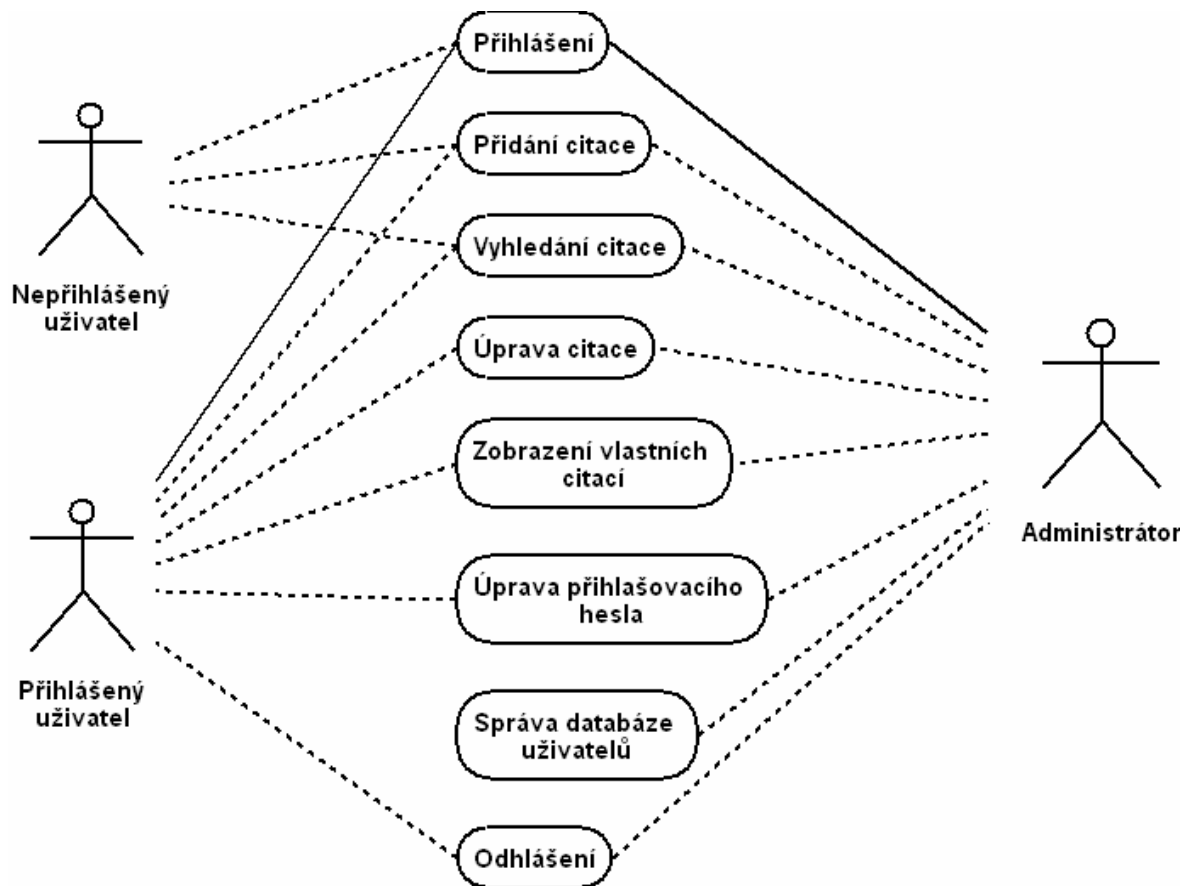 Přihlášení
Přidání citace
Vyhledání citace
Nepřihlášený
uživatel
Úprava citace
Zobrazení vlastních
citací
Administrátor
Úprava přihlašovacího
hesla
Přihlášený
uživatel
Správa databáze
uživatelů
Odhlášení